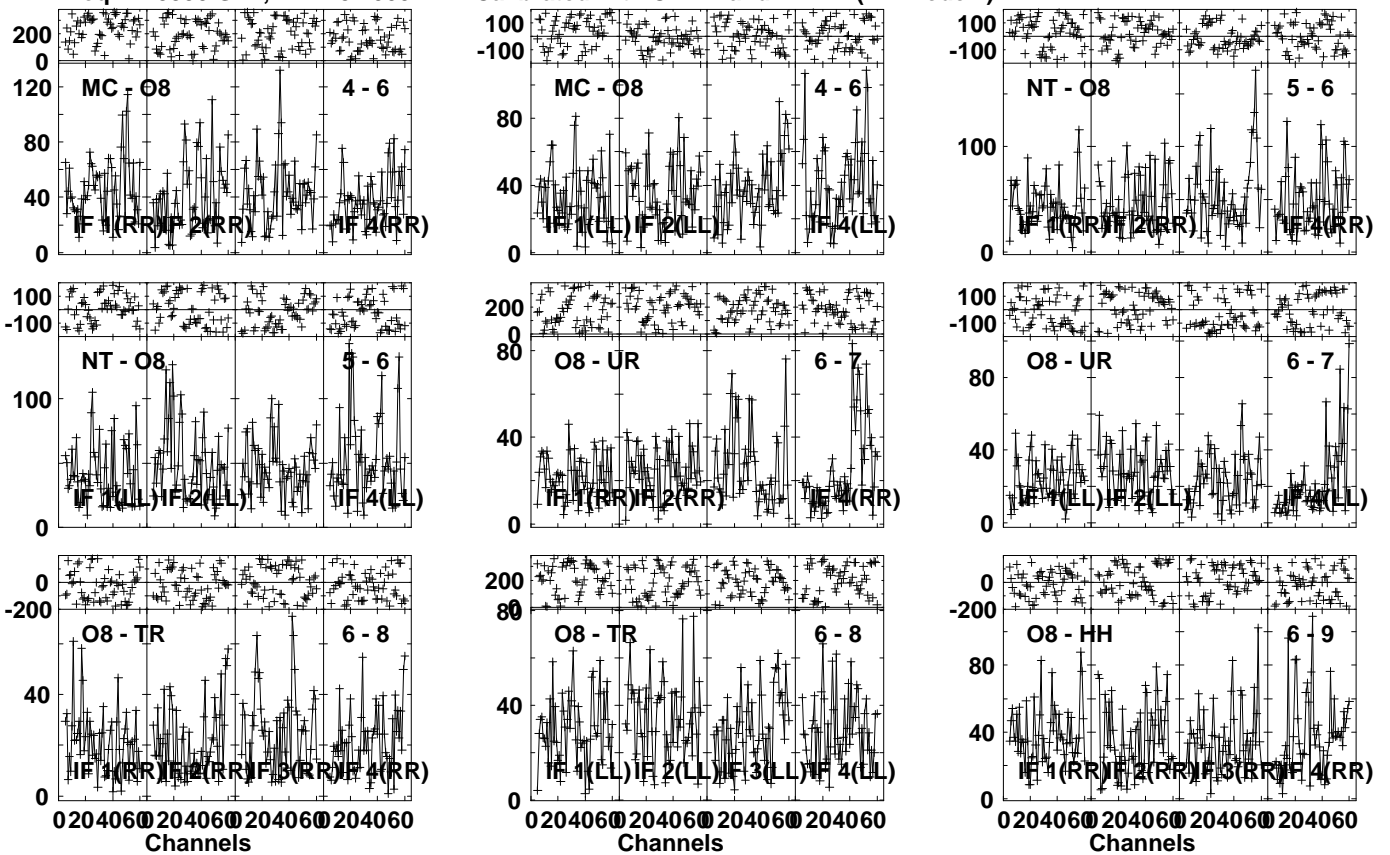 200
0
100
-100
100
-100
120
80
40
0
MC - O8
4 - 6
IF 1(RR)
IF 2(RR)
IF 4(RR)
80
40
0
MC - O8
4 - 6
IF 1(LL)
IF 2(LL)
IF 4(LL)
100
0
NT - O8
5 - 6
IF 1(RR)
IF 2(RR)
IF 4(RR)
100
-100
200
0
100
-100
100
0
NT - O8
5 - 6
IF 1(LL)
IF 2(LL)
IF 4(LL)
80
40
0
O8 - UR
6 - 7
IF 1(RR)
IF 2(RR)
IF 4(RR)
80
40
0
O8 - UR
6 - 7
IF 1(LL)
IF 2(LL)
IF 4(LL)
0
-200
200
0
0
-200
40
0
O8 - TR
6 - 8
IF 1(RR)
IF 2(RR)
IF 3(RR)
IF 4(RR)
80
40
0
O8 - TR
6 - 8
IF 1(LL)
IF 2(LL)
IF 3(LL)
IF 4(LL)
80
40
0
O8 - HH
6 - 9
IF 1(RR)
IF 2(RR)
IF 3(RR)
IF 4(RR)
0 20 40 60 0 20 40 60 0 20 40 60 0 20 40 60
0 20 40 60 0 20 40 60 0 20 40 60 0 20 40 60
0 20 40 60 0 20 40 60 0 20 40 60 0 20 40 60
Channels
Channels
Channels